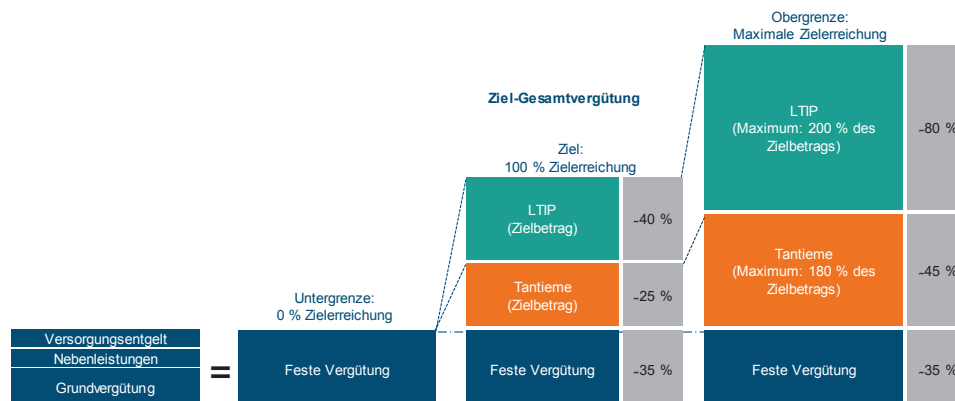 Obergrenze:
Maximale Zielerreichung
Ziel-Gesamtvergütung
LTIP
(Maximum: 200 % des
Zielbetrags)
~80 %
Ziel:
100 % Zielerreichung
LTIP
(Zielbetrag)
~40 %
Tantieme
(Maximum: 180 % des
Zielbetrags)
~45 %
Tantieme
(Zielbetrag)
~25 %
Untergrenze:
0 % Zielerreichung
Versorgungsentgelt
Nebenleistungen
Grundvergütung
=
Feste Vergütung
Feste Vergütung
~35 %
Feste Vergütung
~35 %